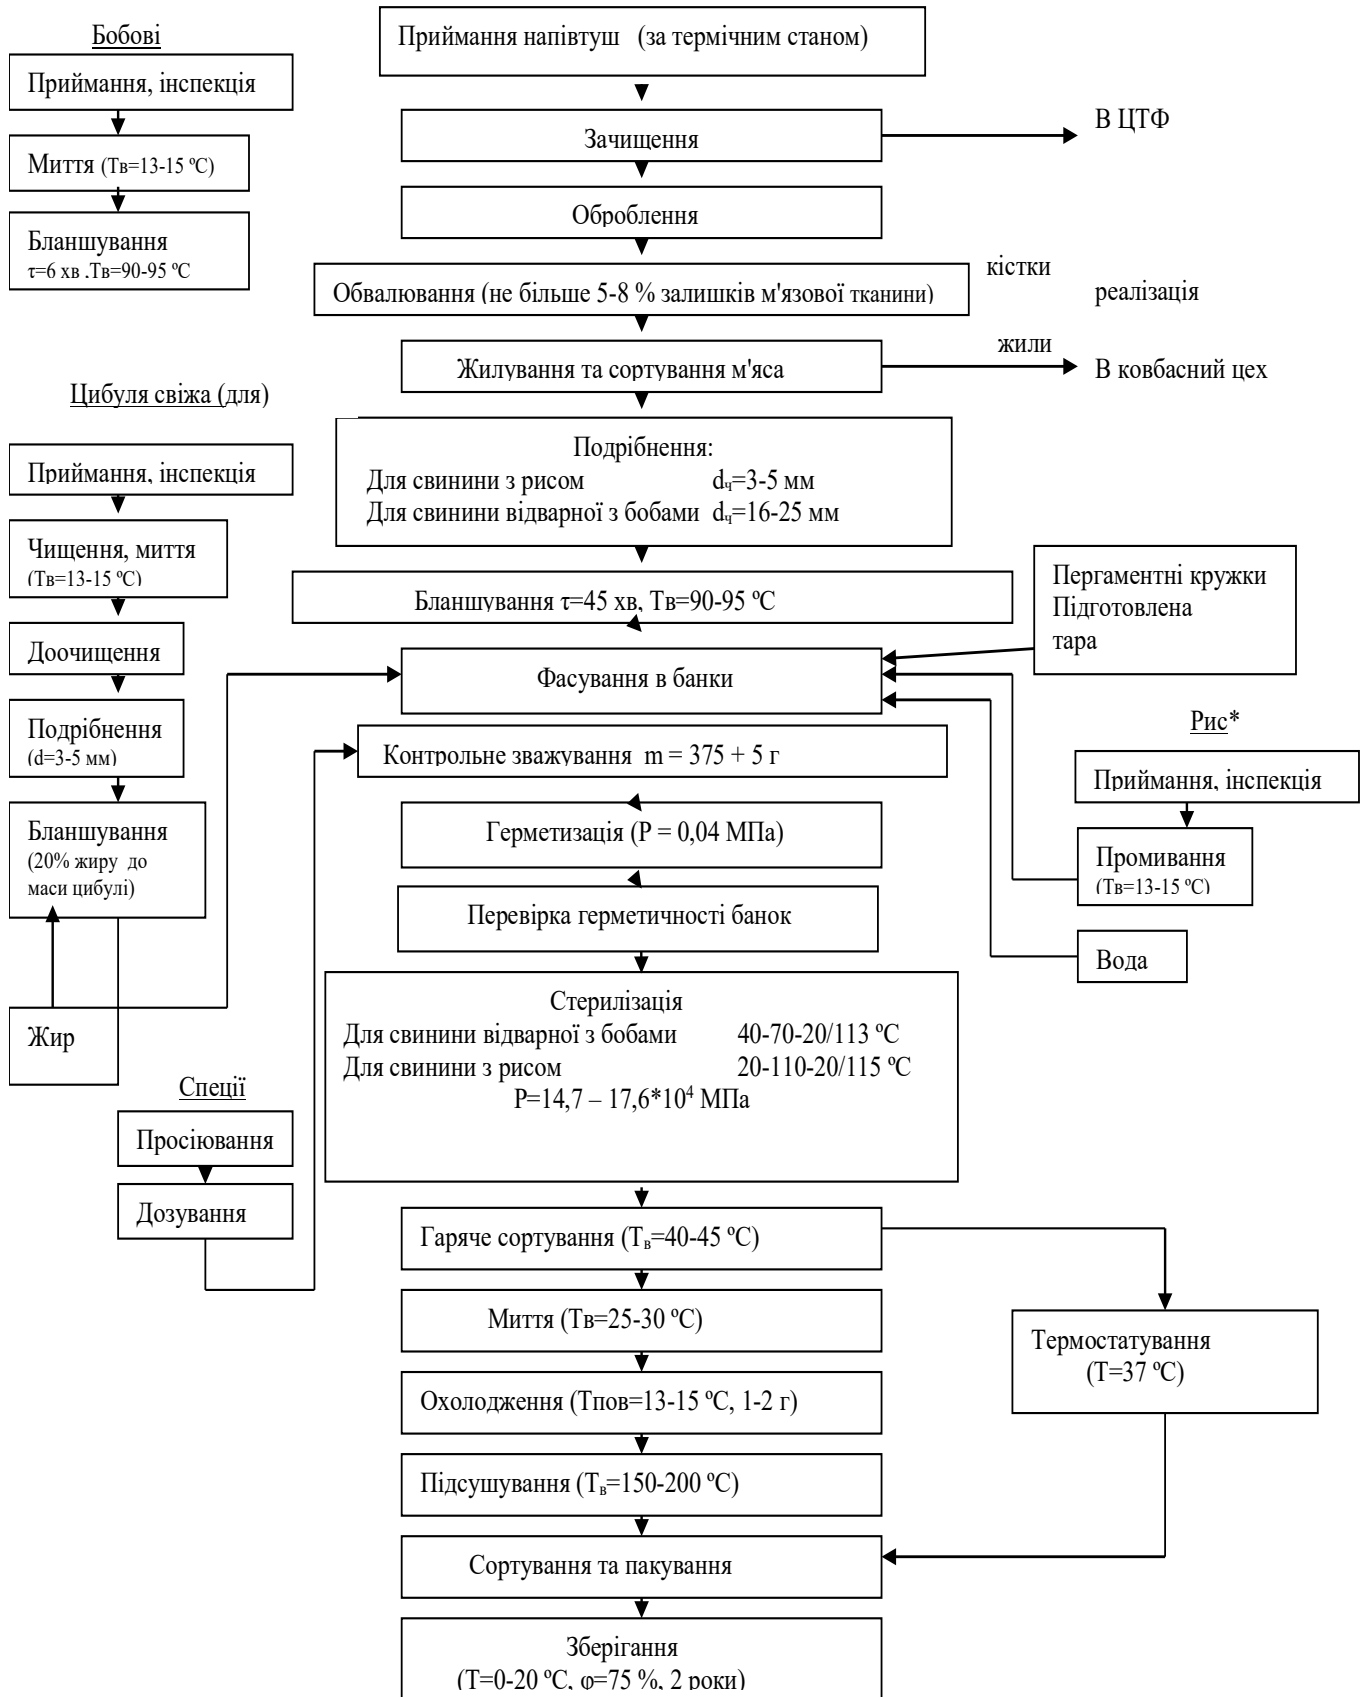 Бобові
Приймання, інспекція
Миття (Тв=13-15 ºС)
Бланшування
τ=6 хв .Тв=90-95 ºС
Приймання напівтуш   (за термічним станом)
Зачищення
В ЦТФ
Оброблення
Обвалювання (не більше 5-8 % залишків м'язової тканини)
кістки
реалізація
Жилування та сортування м'яса
жили
В ковбасний цех
Цибуля свіжа (для)
Приймання, інспекція
Чищення, миття
(Тв=13-15 ºС)
Доочищення
Подрібнення
(d=3-5 мм)
Бланшування
(20% жиру  до
маси цибулі)
Жир
Подрібнення:
Для свинини з рисом dч=3-5 мм
Для свинини відварної з бобами dч=16-25 мм
Бланшування τ=45 хв, Тв=90-95 ºС
Пергаментні кружки
Підготовлена
тара
Фасування в банки
Рис*
Приймання, інспекція
Промивання
(Тв=13-15 ºС)
Вода
Контрольне зважування  m = 375 + 5 г
Герметизація (Р = 0,04 МПа)
Перевірка герметичності банок
Стерилізація
Для свинини відварної з бобами 40-70-20/113 ºС
Для свинини з рисом 20-110-20/115 ºС
Р=14,7 – 17,6*10⁴ МПа
Спеції
Просіювання
Дозування
Гаряче сортування (Тв=40-45 ºС)
Миття (Тв=25-30 ºС)
Термостатування
(Т=37 ºС)
Охолодження (Тпов=13-15 ºС, 1-2 г)
Підсушування (Тв=150-200 ºС)
Сортування та пакування
Зберігання
(Т=0-20 ºС, φ=75 %, 2 роки)